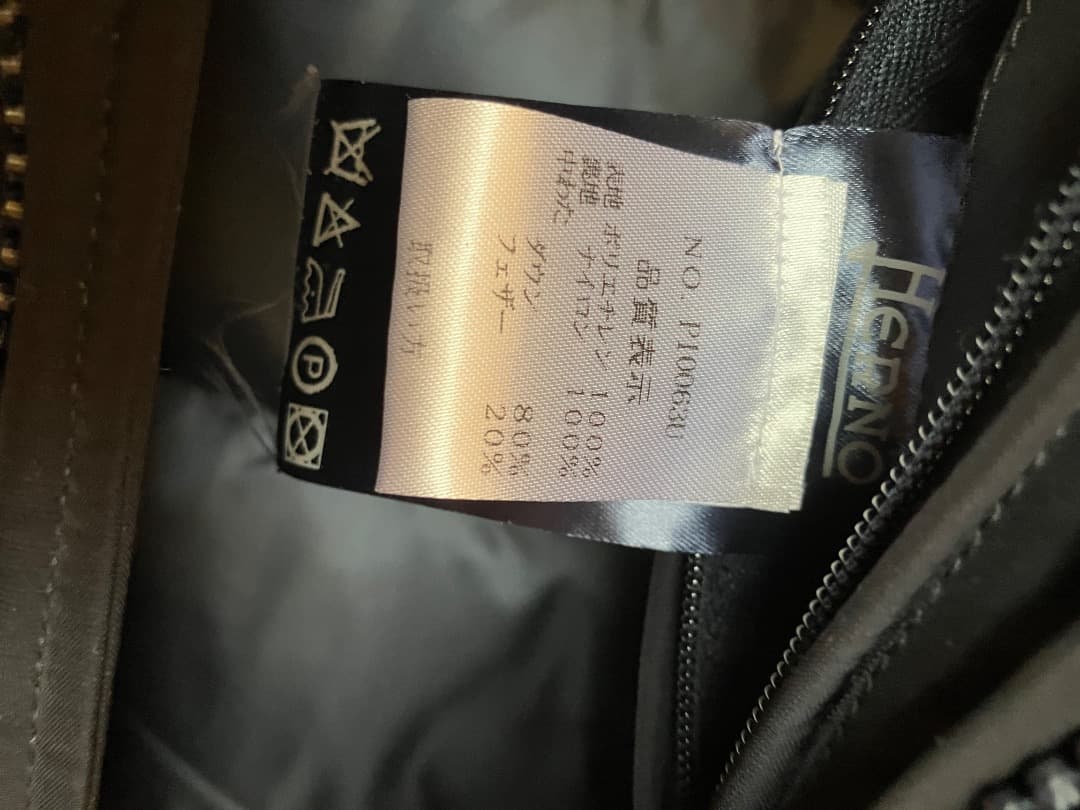 HERNO
NO. PI0063U
品質表示
表地 ポリエチレン 100%
裏地 ナイロン 100%
中わた
ダウン 80%
フェザー 20%
取扱い方
P